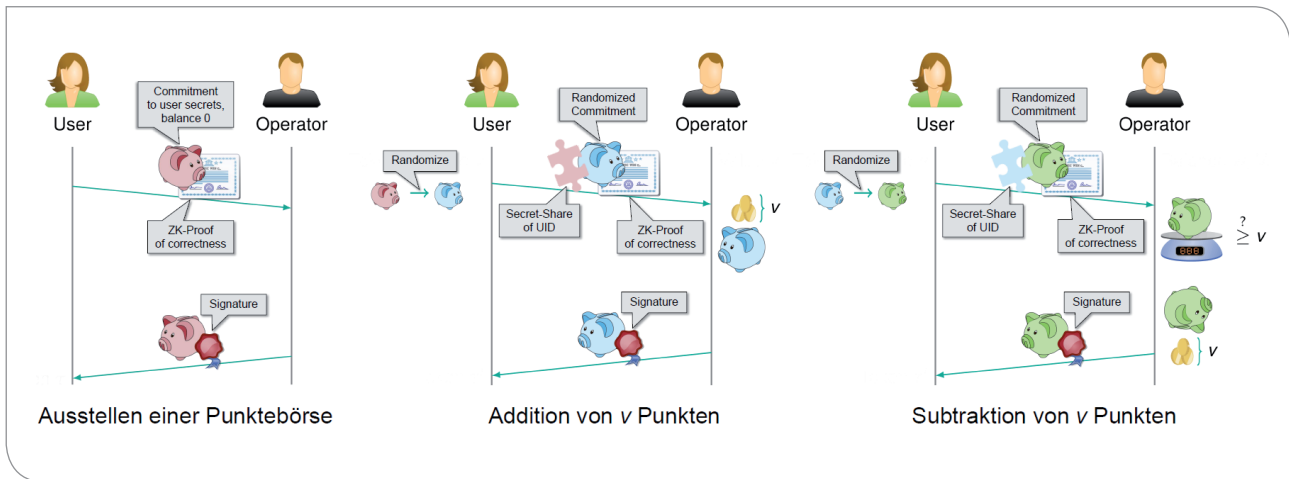 User
Operator
Commitment
to user secrets,
balance 0
ZK-Proof
of correctness
Signature
Ausstellen einer Punktebörse
Randomize
User
Operator
Randomized
Commitment
Secret-Share
of UID
ZK-Proof
of correctness
v
Signature
Addition von v Punkten
Randomize
User
Operator
Randomized
Commitment
Secret-Share
of UID
ZK-Proof
of correctness
888
?
≥ v
Signature
v
Subtraktion von v Punkten